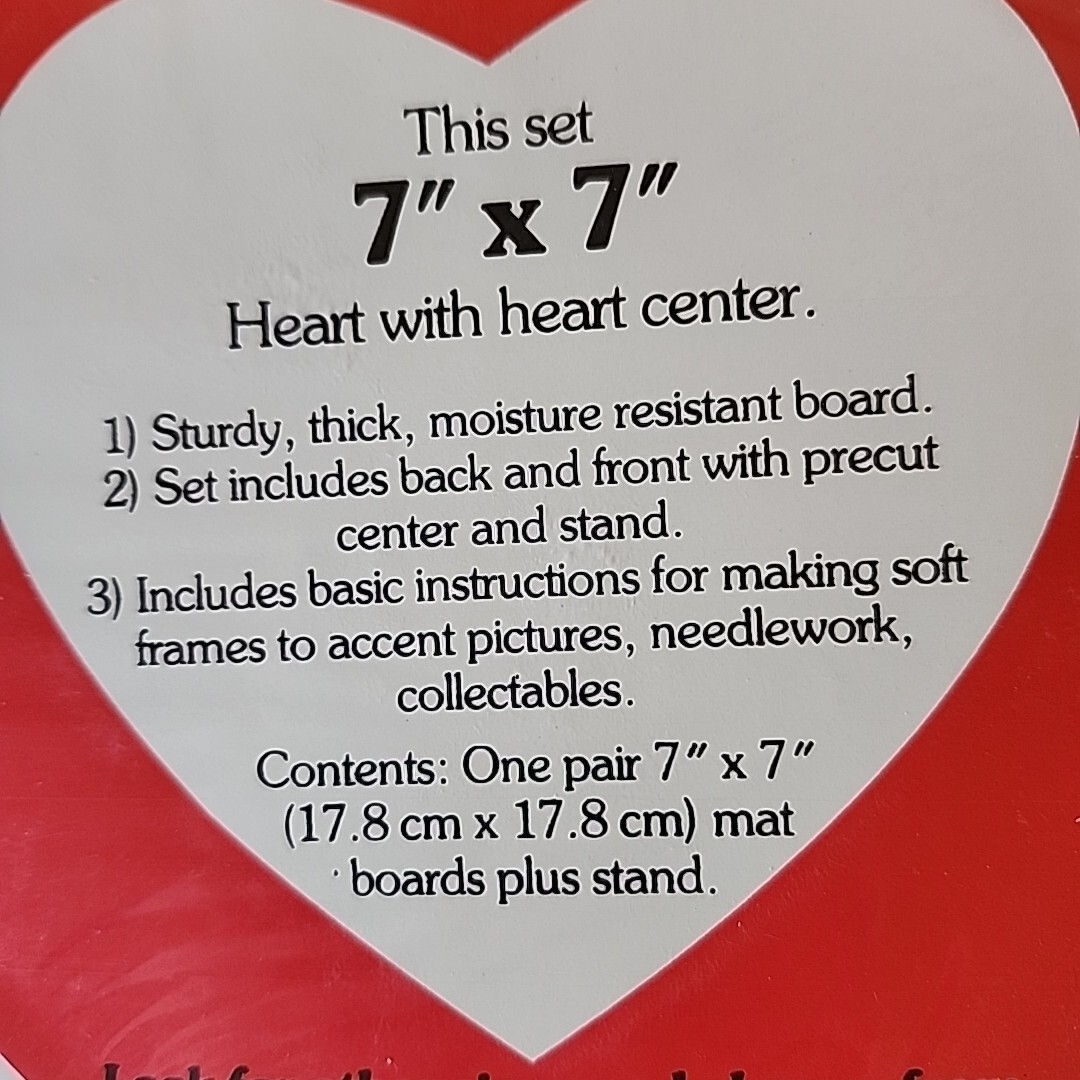 This set
7" x 7"
Heart with heart center.
1) Sturdy, thick, moisture resistant board.
2) Set includes back and front with precut
center and stand.
3) Includes basic instructions for making soft
frames to accent pictures, needlework,
collectables.
Contents: One pair 7" x 7"
(17.8 cm x 17.8 cm) mat
boards plus stand.